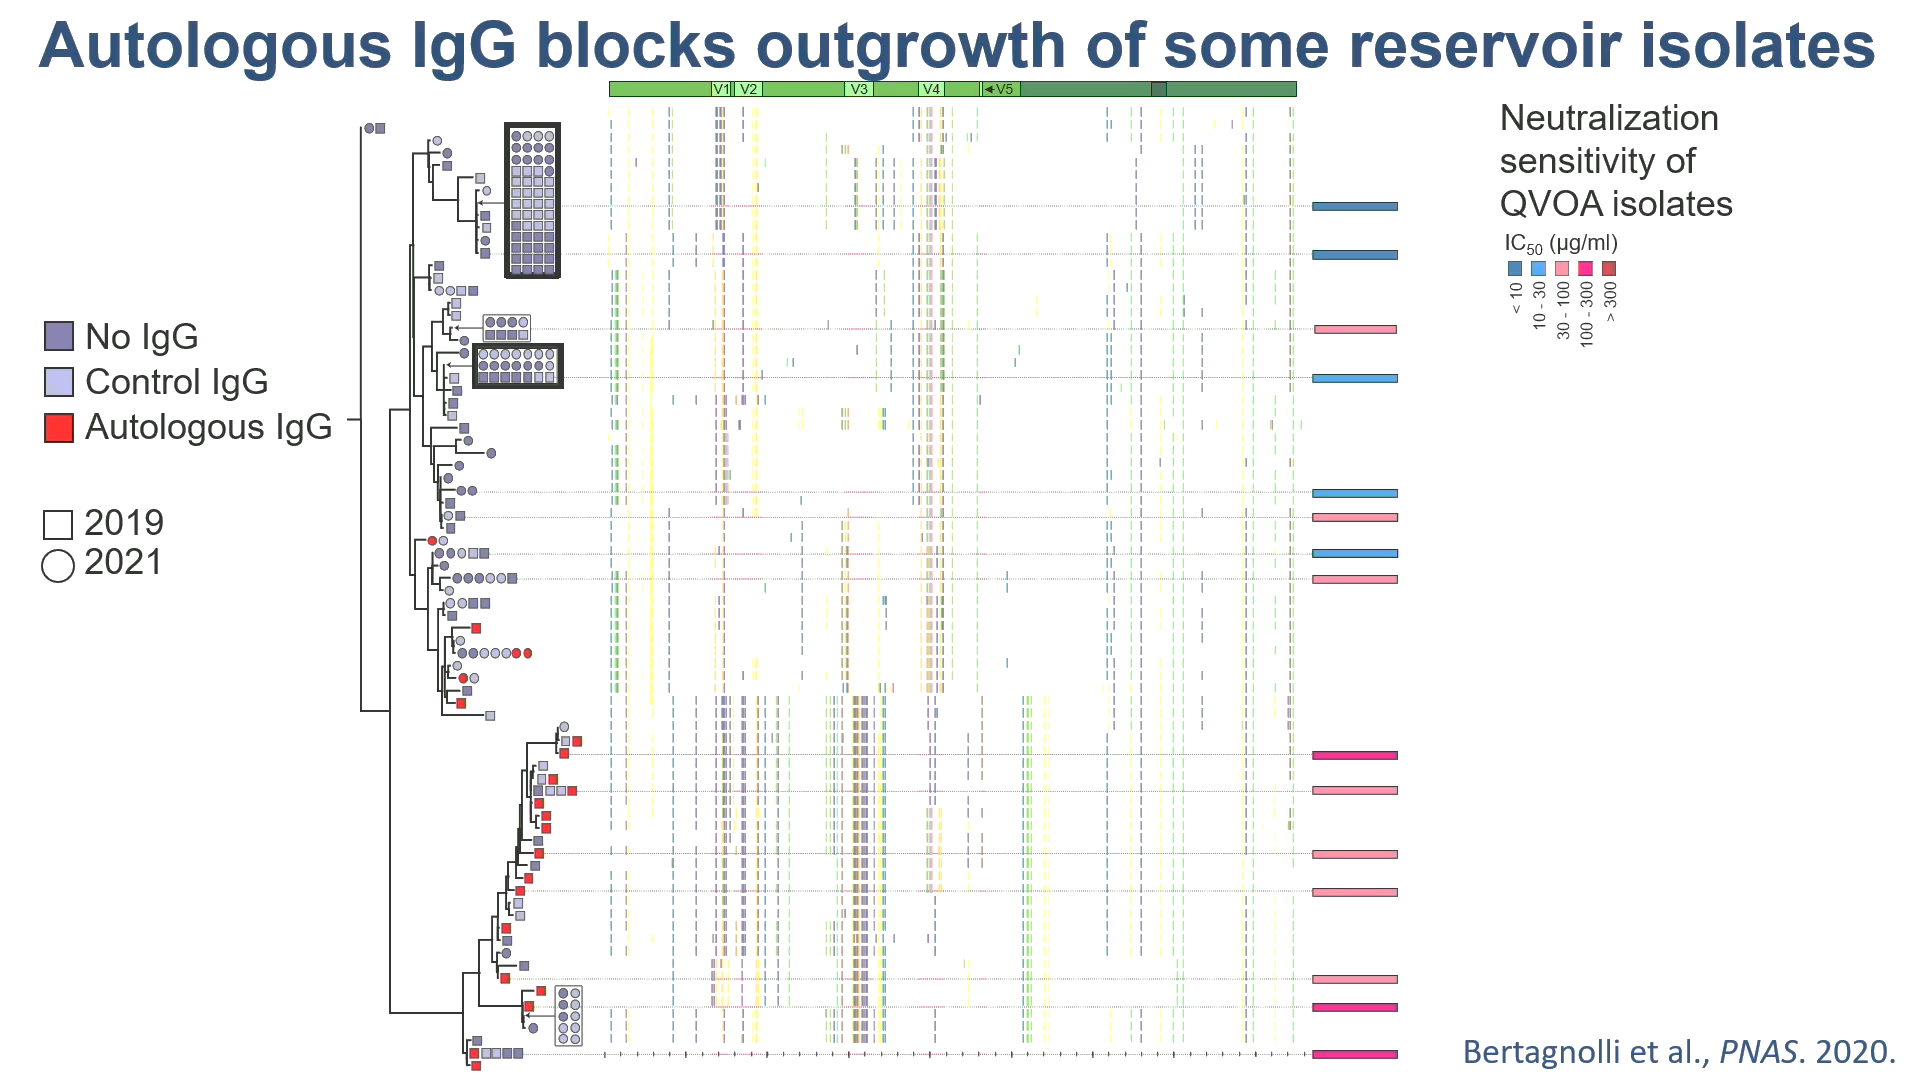 Autologous IgG blocks outgrowth of some reservoir isolates
V1 V2 V3 V4 V5
Neutralization
sensitivity of
QVOA isolates
IC50 (µg/ml)
< 10
10 - 30
30 - 100
100 - 300
> 300
No IgG
Control IgG
Autologous IgG
2019
2021
Bertagnolli et al., PNAS. 2020.